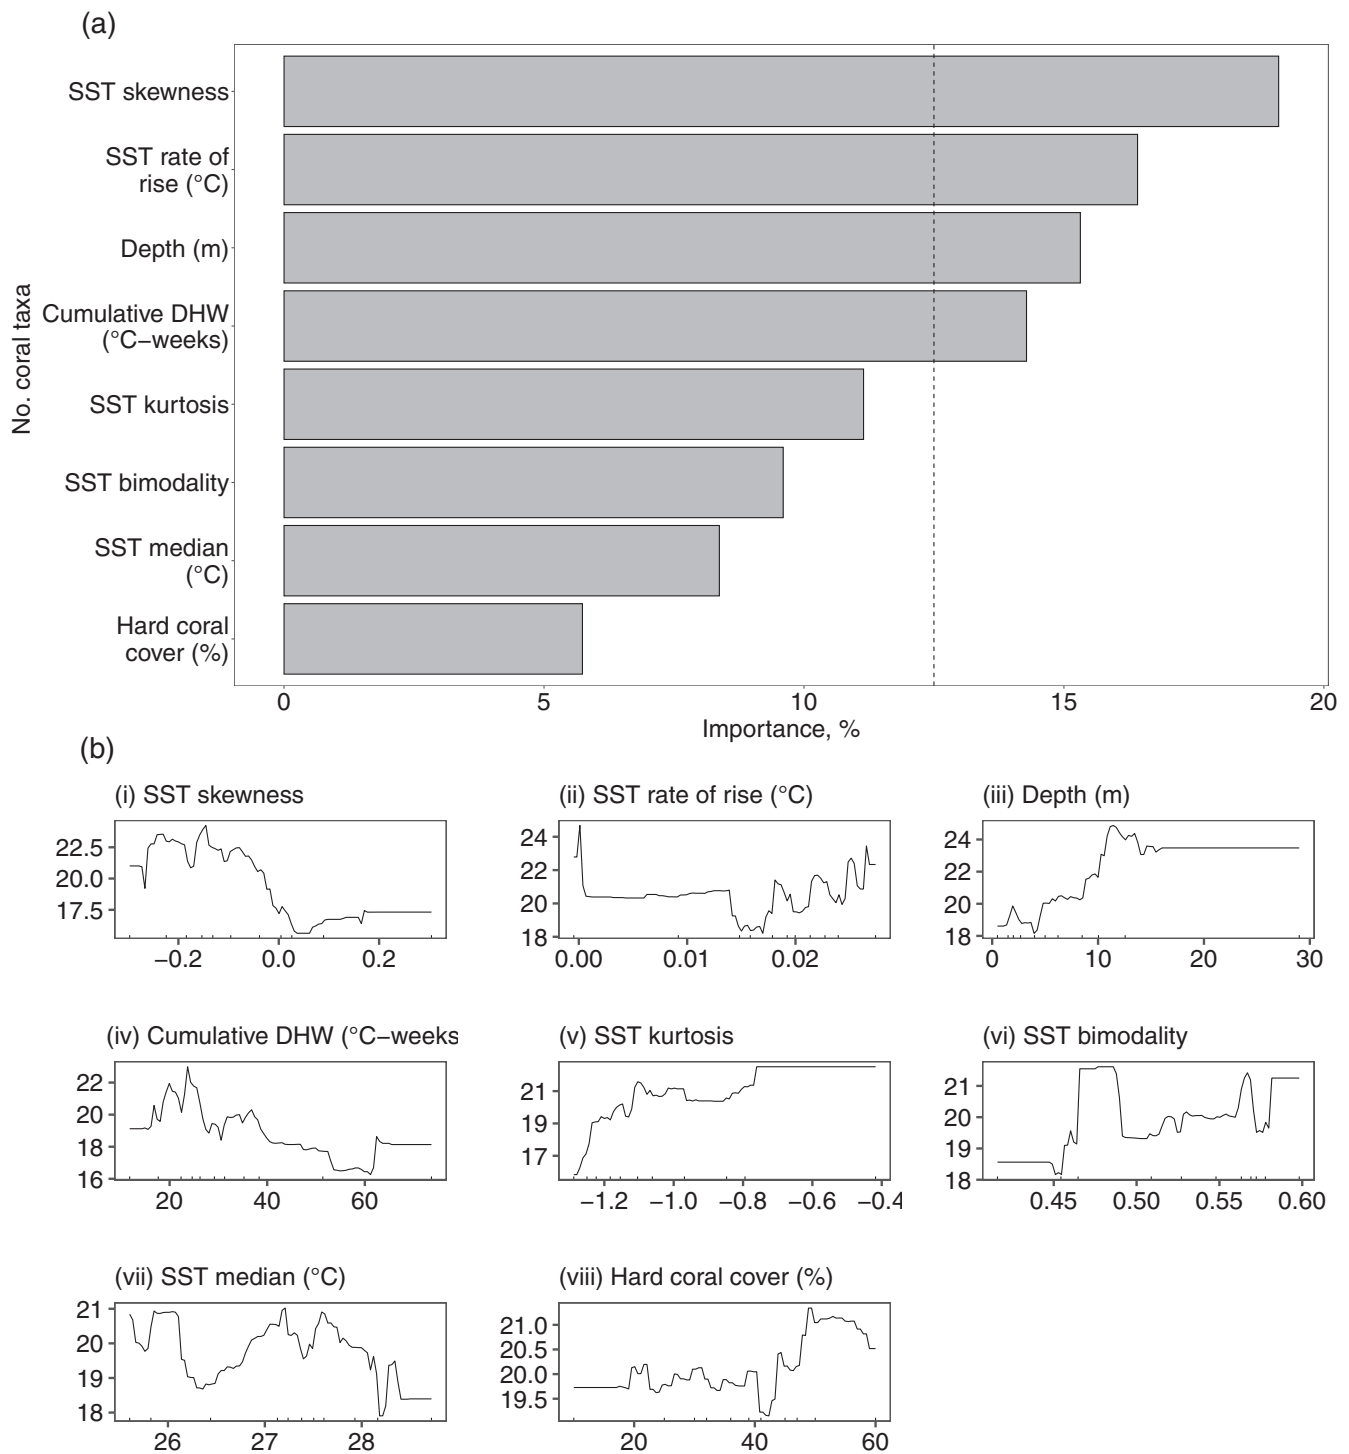 (a)
No. coral taxa
SST skewness
SST rate of
rise (°C)
Depth (m)
Cumulative DHW
(°C−weeks)
SST kurtosis
SST bimodality
SST median
(°C)
Hard coral
cover (%)
0 5 10 15 20
Importance, %
(b)
(i) SST skewness
22.5
20.0
17.5
−0.2 0.0 0.2
(ii) SST rate of rise (°C)
24
22
20
18
0.00 0.01 0.02
(iii) Depth (m)
24
22
20
18
0 10 20 30
(iv) Cumulative DHW (°C−weeks
22
20
18
16
20 40 60
(v) SST kurtosis
21
19
17
−1.2 −1.0 −0.8 −0.6 −0.4
(vi) SST bimodality
21
20
19
18
0.45 0.50 0.55 0.60
(vii) SST median (°C)
21
20
19
18
26 27 28
(viii) Hard coral cover (%)
21.0
20.5
20.0
19.5
20 40 60